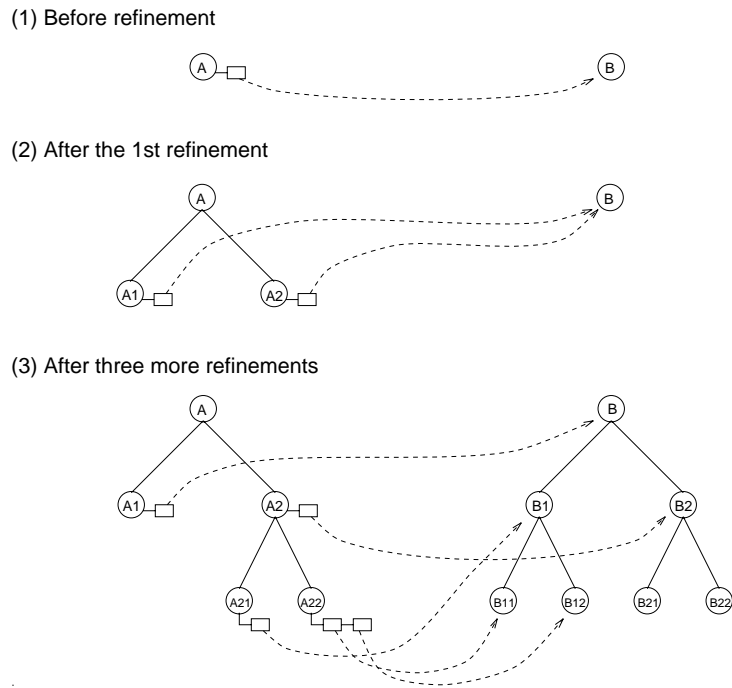 (1) Before refinement
A B
(2) After the 1st refinement
A B
A1 A2
(3) After three more refinements
A B
A1 A2 B1 B2
A21 A22 B11 B12 B21 B22